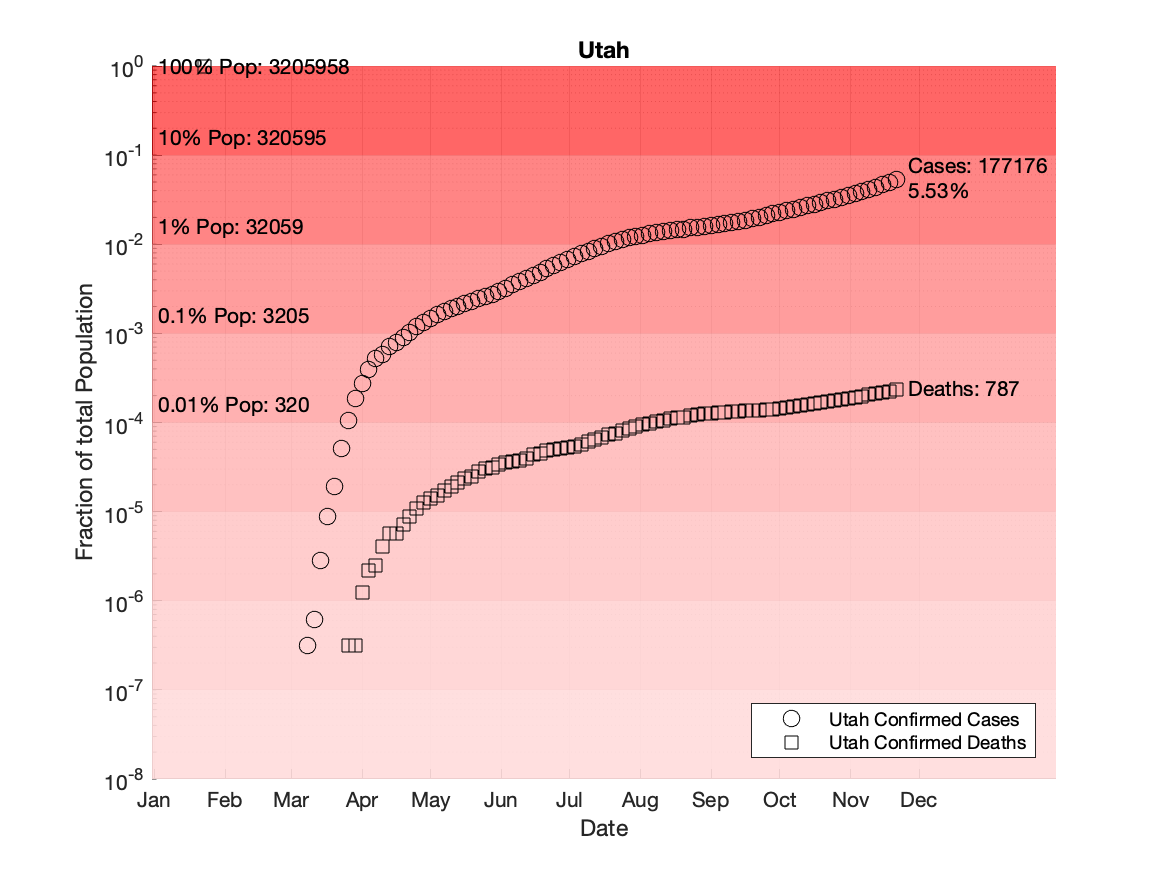 Utah
10^0
100% Pop: 3205958
10% Pop: 320595
10^-1
Cases: 177176
5.53%
1% Pop: 32059
10^-2
0.1% Pop: 3205
10^-3
Deaths: 787
0.01% Pop: 320
10^-4
10^-5
10^-6
10^-7
10^-8
Fraction of total Population
Utah Confirmed Cases
Utah Confirmed Deaths
Jan Feb Mar Apr May Jun Jul Aug Sep Oct Nov Dec
Date